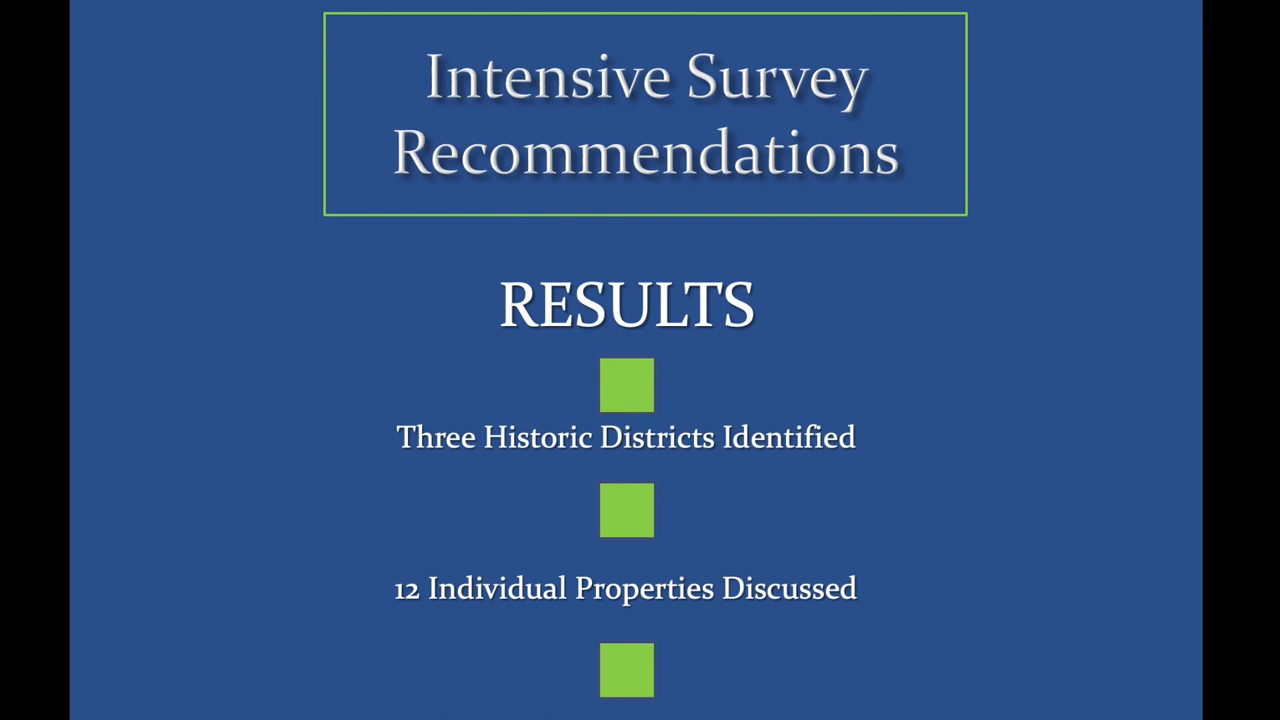 Intensive Survey
Recommendations
RESULTS
Three Historic Districts Identified
12 Individual Properties Discussed